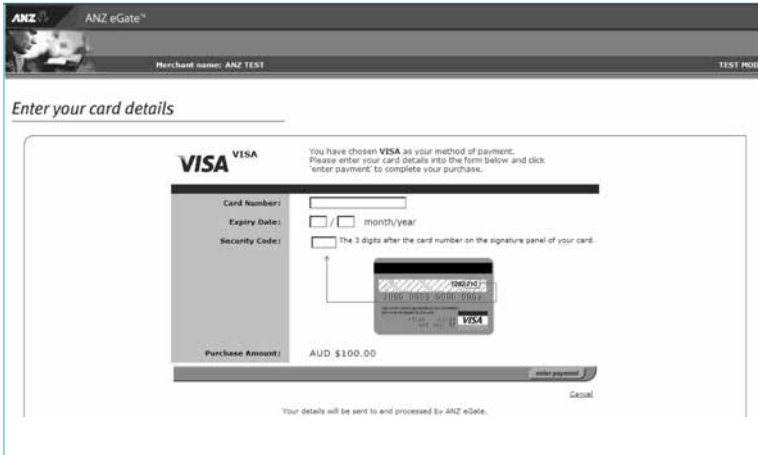 ANZ ANZ eGate™
Merchant name: ANZ TEST TEST MOD
Enter your card details
VISA VISA
You have chosen VISA as your method of payment.
Please enter your card details into the form below and click
'enter payment' to complete your purchase.
Card Number:
Expiry Date: / month/year
Security Code: The 3 digits after the card number on the signature panel of your card.
VISA
Purchase Amount: AUD $100.00
enter payment
Cancel
Your details will be sent to and processed by ANZ eGate.